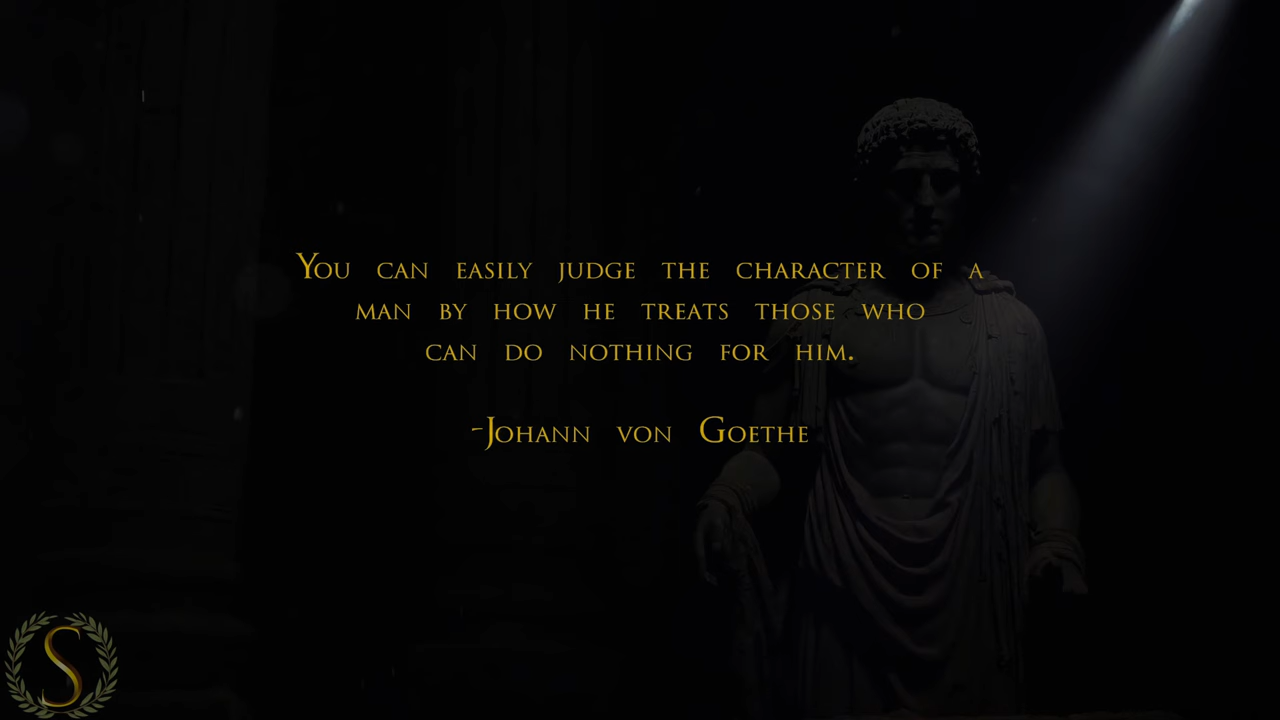 You can easily judge the character of a
man by how he treats those who
can do nothing for him.
-Johann von Goethe
S